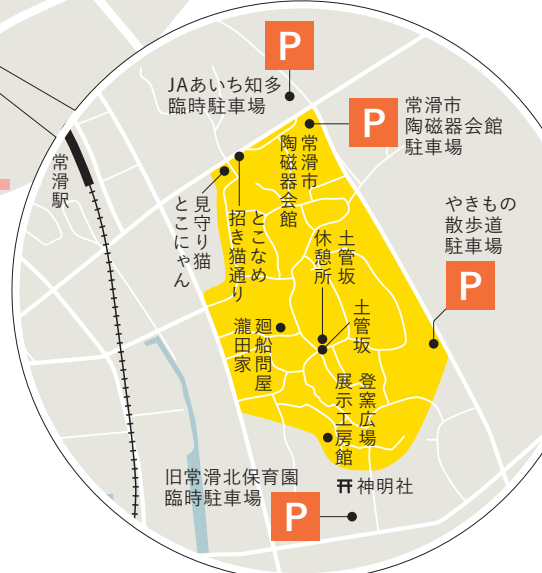 P
JAあいち知多
臨時駐車場
P
常滑市
陶磁器会館
駐車場
常滑駅
常滑市
陶磁器会館
見守り猫
とこにゃん
とこなめ
招き猫通り
土管坂
休憩所
やきもの
散歩道
駐車場
P
土管坂
廻船問屋
瀧田家
登窯広場
展示工房館
旧常滑北保育園
臨時駐車場
P
神明社